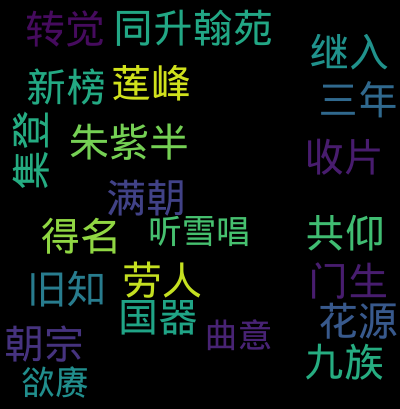 转觉
同升翰苑
继入
新榜
莲峰
三年
集登
朱紫半
收片
满朝
得名
听雪唱
共仰
旧知
劳人
门生
国器
花源
朝宗
曲意
九族
欲赓